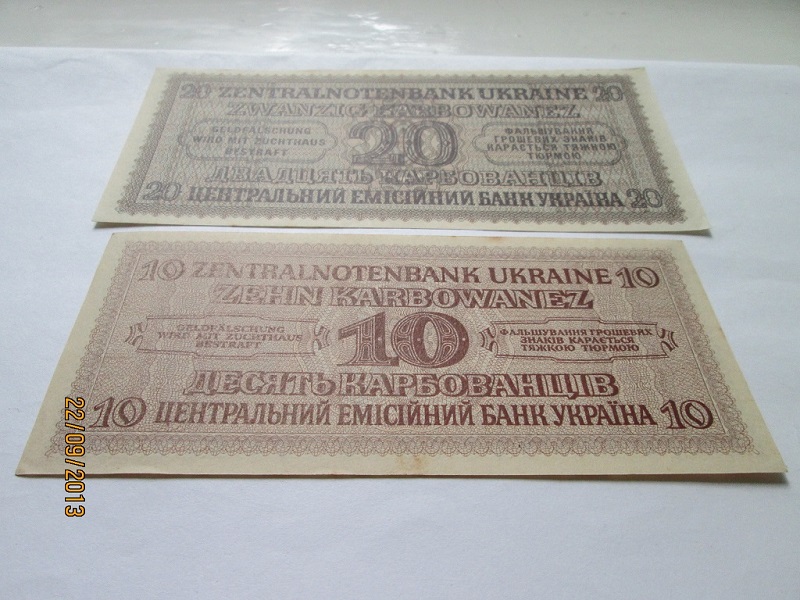 20 ZENTRALNOTENBANK UKRAINE 20
ZWANZIG KARBOWANEZ
GELDFÄLSCHUNG
WIRD MIT ZUCHTHAUS
BESTRAFT
20
ФАЛЬШУВАННЯ
ГРОШЕВИХ ЗНАКІВ
КАРАЄТЬСЯ ТЯЖКОЮ
ТЮРМОЮ
ДВАДЦЯТЬ КАРБОВАНЦІВ
20 ЦЕНТРАЛЬНИЙ ЕМІСІЙНИЙ БАНК УКРАЇНА 20
10 ZENTRALNOTENBANK UKRAINE 10
ZEHN KARBOWANEZ
GELDFÄLSCHUNG
WIRD MIT ZUCHTHAUS
BESTRAFT
10
ФАЛЬШУВАННЯ ГРОШЕВИХ
ЗНАКІВ КАРАЄТЬСЯ
ТЯЖКОЮ ТЮРМОЮ
ДЕСЯТЬ КАРБОВАНЦІВ
10 ЦЕНТРАЛЬНИЙ ЕМІСІЙНИЙ БАНК УКРАЇНА 10
22/09/2013